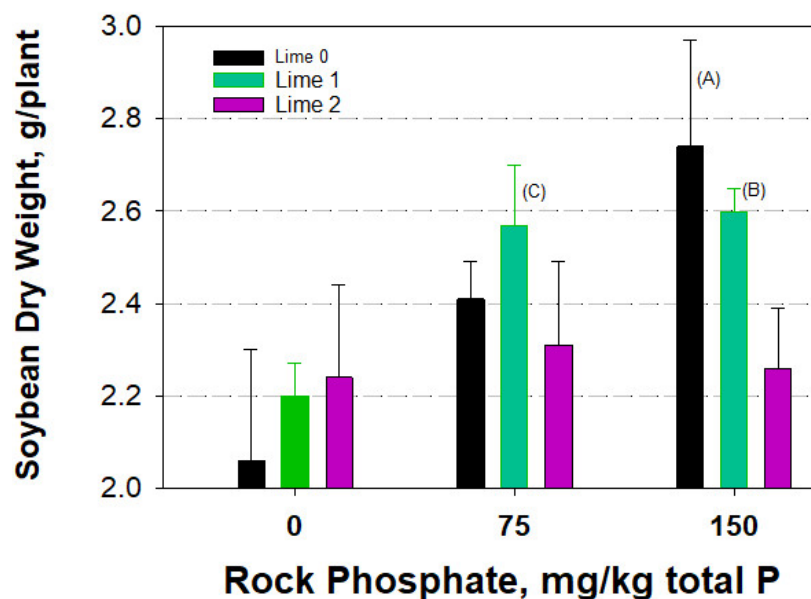 Soybean Dry Weight, g/plant
3.0
2.8
2.6
2.4
2.2
2.0
Lime 0
Lime 1
Lime 2
(A)
(B)
(C)
0 75 150
Rock Phosphate, mg/kg total P